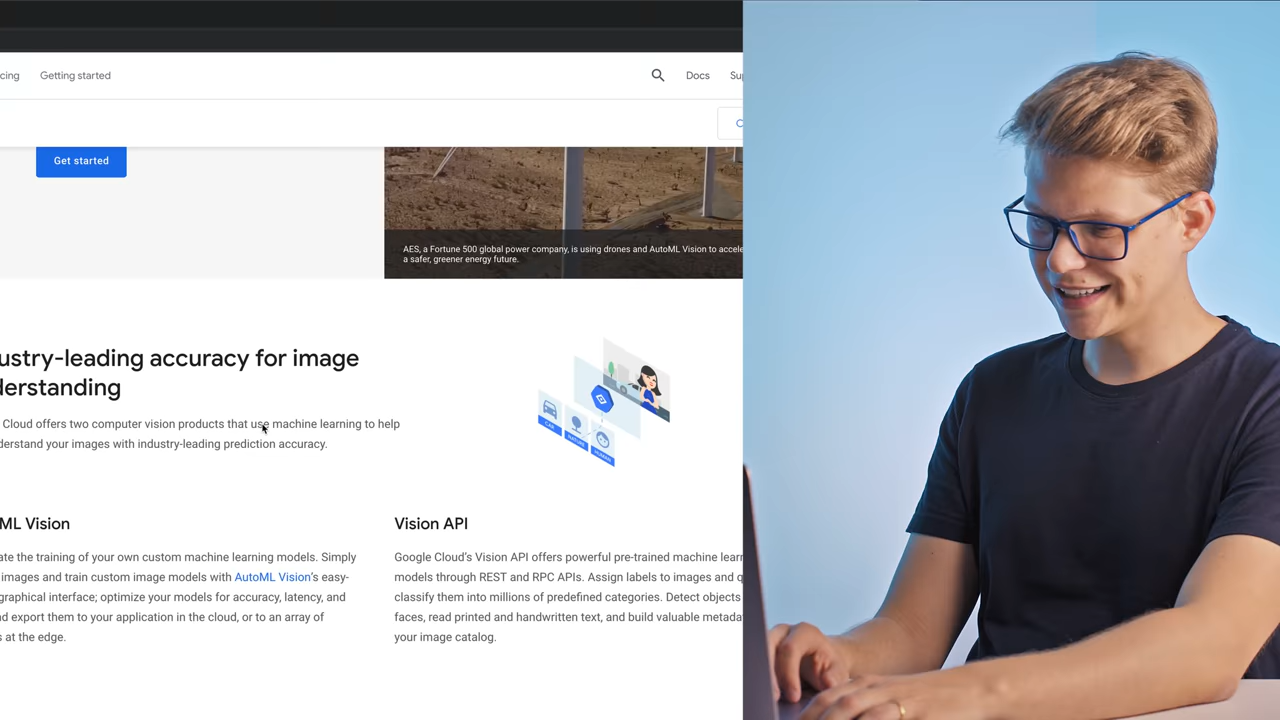 cing Getting started Docs Sup
Get started
AES, a Fortune 500 global power company, is using drones and AutoML Vision to accele
a safer, greener energy future.
ustry-leading accuracy for image
derstanding
Cloud offers two computer vision products that use machine learning to help
derstand your images with industry-leading prediction accuracy.
CAR
NATURE
HUMAN
ML Vision
ate the training of your own custom machine learning models. Simply
images and train custom image models with AutoML Vision's easy-
graphical interface; optimize your models for accuracy, latency, and
nd export them to your application in the cloud, or to an array of
s at the edge.
Vision API
Google Cloud's Vision API offers powerful pre-trained machine learn
models through REST and RPC APIs. Assign labels to images and q
classify them into millions of predefined categories. Detect objects
faces, read printed and handwritten text, and build valuable metada
your image catalog.